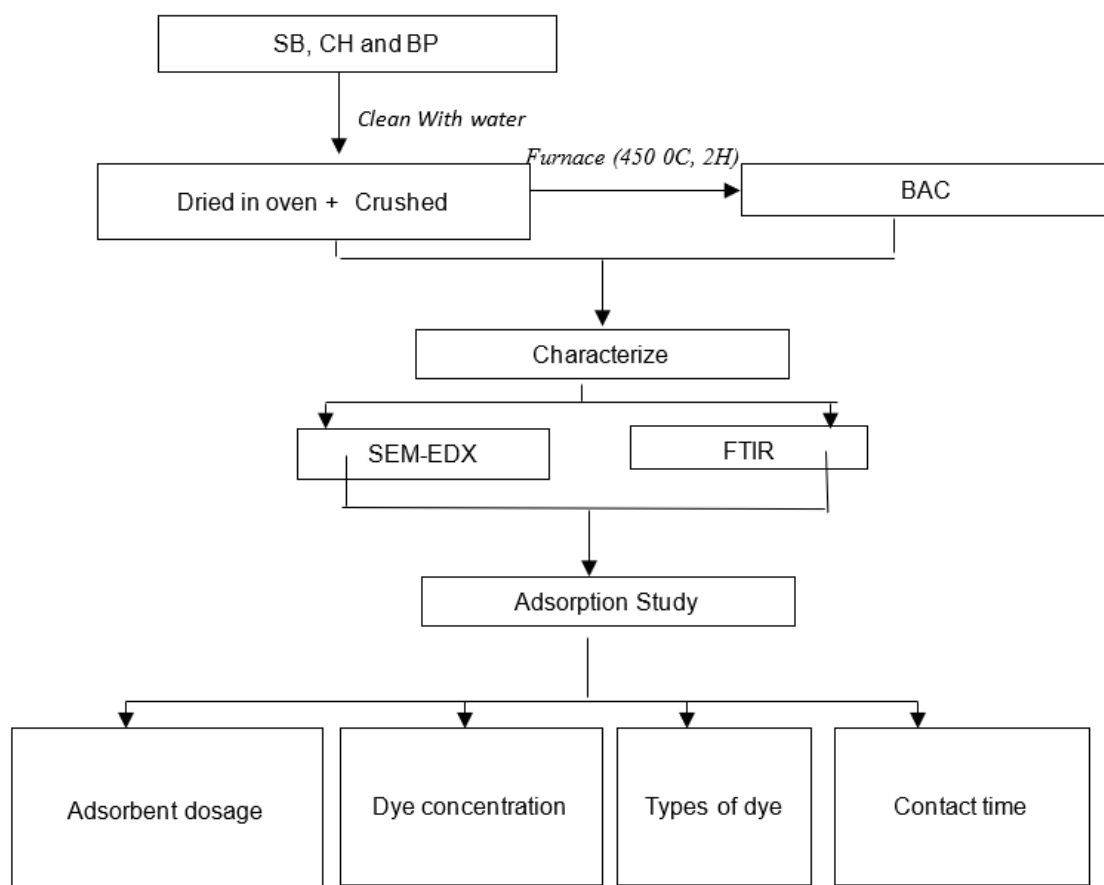 SB, CH and BP
Clean With water
Furnace (450 0C, 2H)
Dried in oven + Crushed
BAC
Characterize
SEM-EDX
FTIR
Adsorption Study
Adsorbent dosage
Dye concentration
Types of dye
Contact time